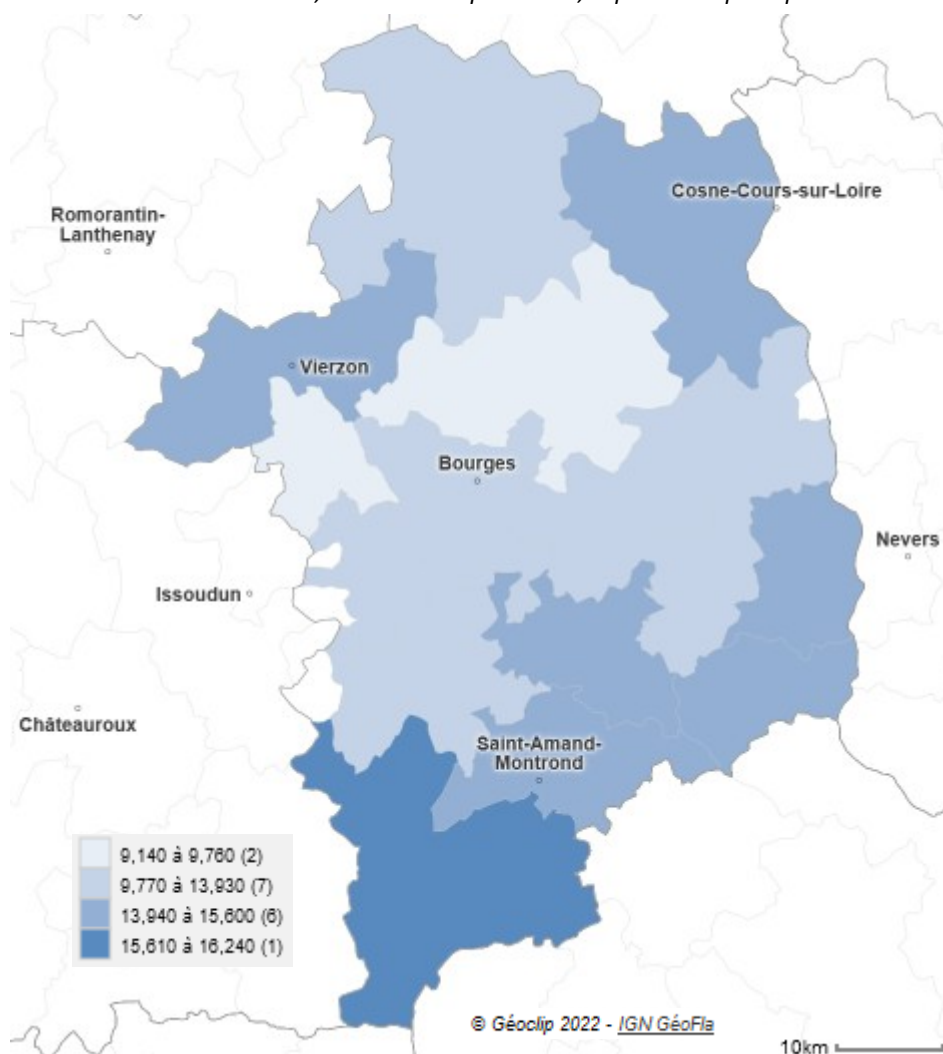 Cosne-Cours-sur-Loire
Romorantin-
Lanthenay
Vierzon
Bourges
Nevers
Issoudun
Châteauroux
Saint-Amand-
Montrond
9,140 à 9,760 (2)
9,770 à 13,930 (7)
13,940 à 15,600 (6)
15,610 à 16,240 (1)
© Géoclip 2022 - IGN GéoFla
10km